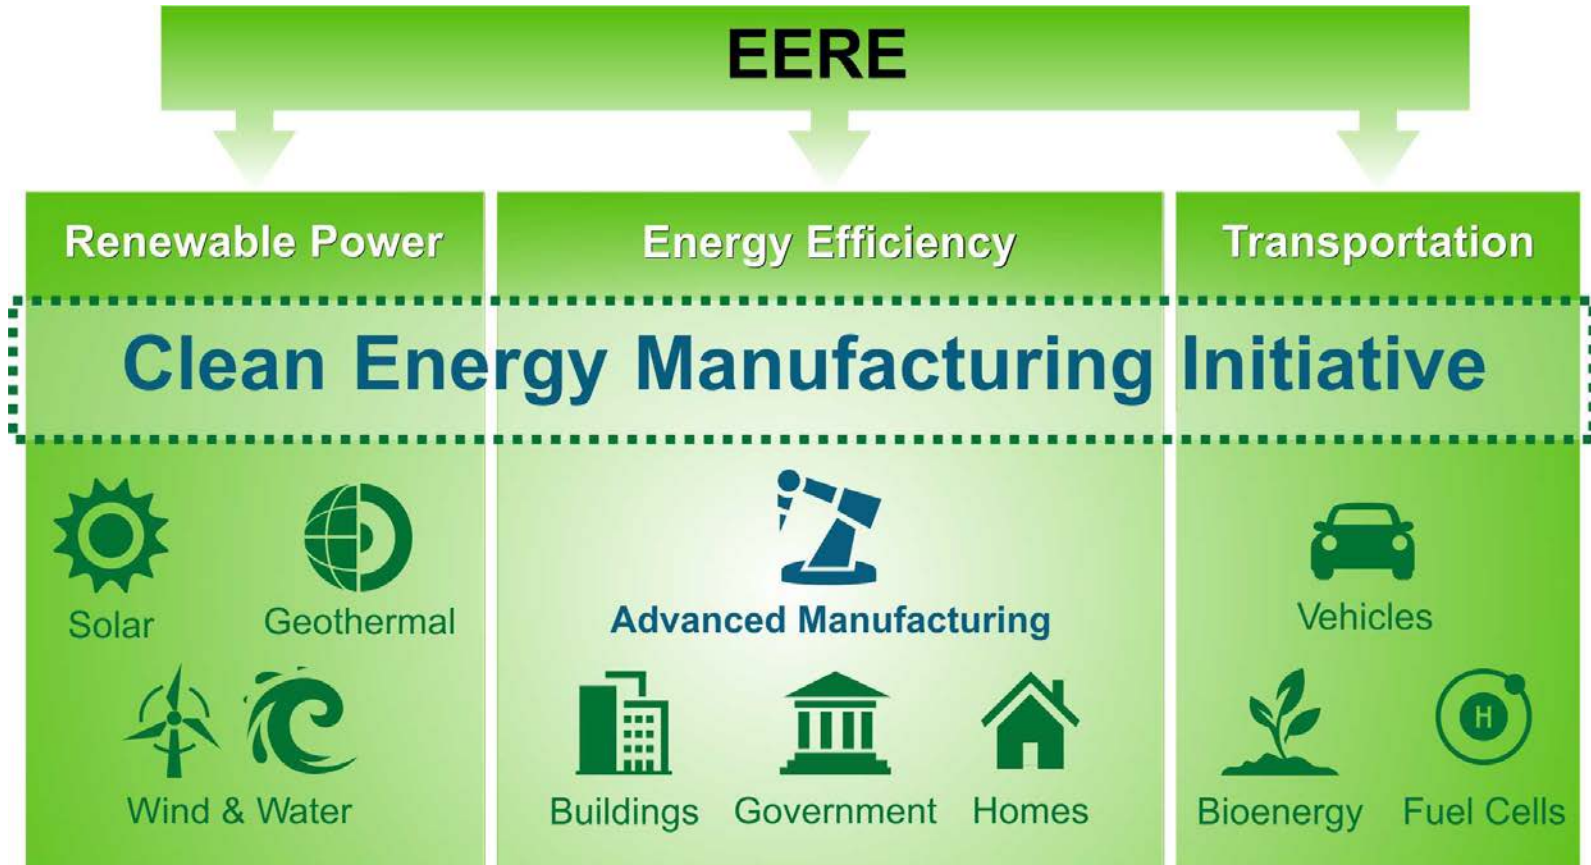 EERE
Renewable Power
Energy Efficiency
Transportation
Clean Energy Manufacturing Initiative
Solar
Geothermal
Wind & Water
Advanced Manufacturing
Buildings
Government
Homes
Vehicles
H
Bioenergy
Fuel Cells